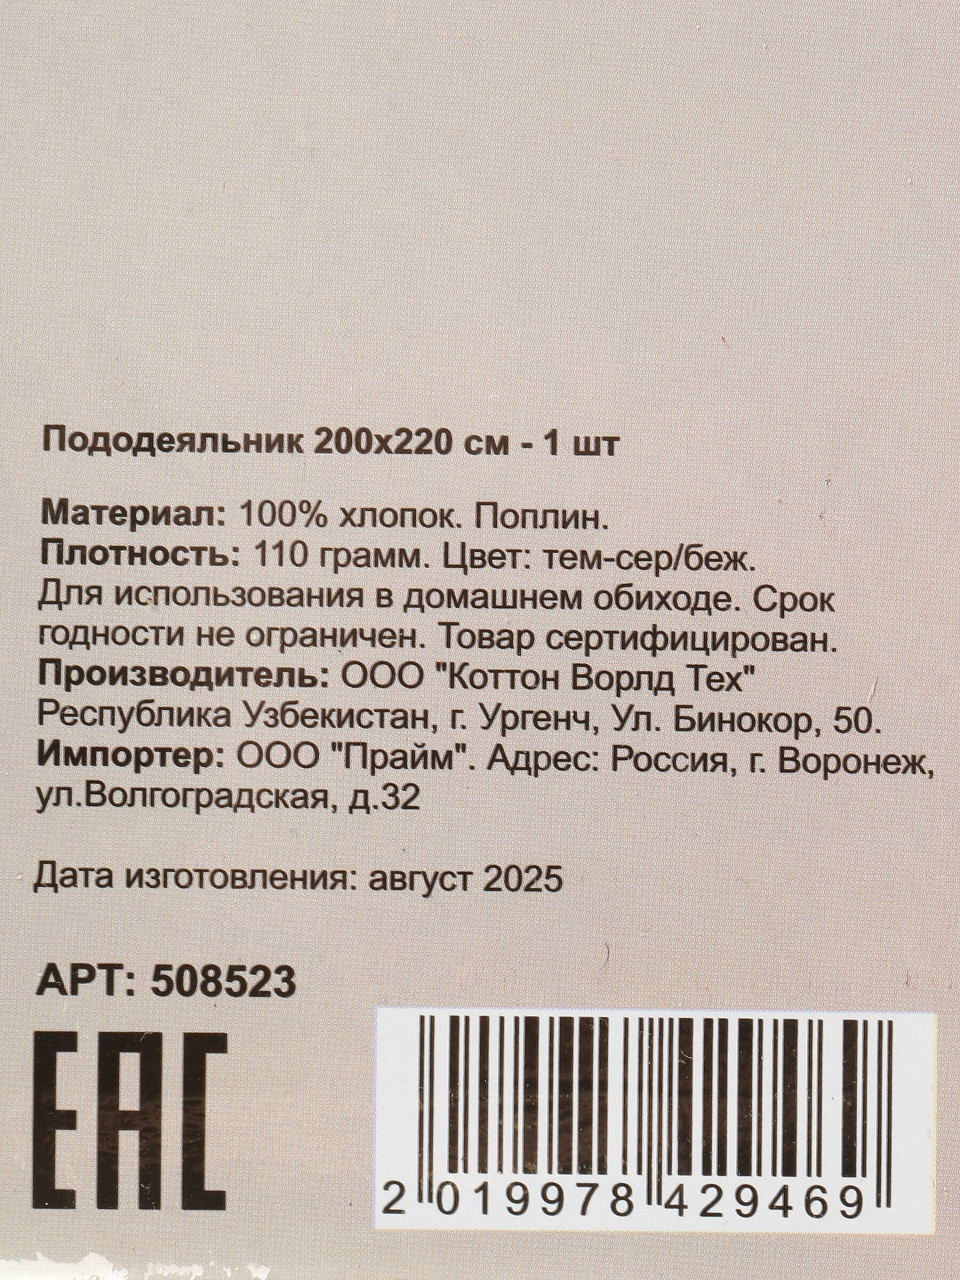 Пододеяльник 200х220 см - 1 шт
Материал: 100% хлопок. Поплин.
Плотность: 110 грамм. Цвет: тем-сер/беж.
Для использования в домашнем обиходе. Срок
годности не ограничен. Товар сертифицирован.
Производитель: ООО "Коттон Ворлд Тех"
Республика Узбекистан, г. Ургенч, Ул. Бинокор, 50.
Импортер: ООО "Прайм". Адрес: Россия, г. Воронеж,
ул.Волгоградская, д.32
Дата изготовления: август 2025
АРТ: 508523
ЕАС
2 019978 429469